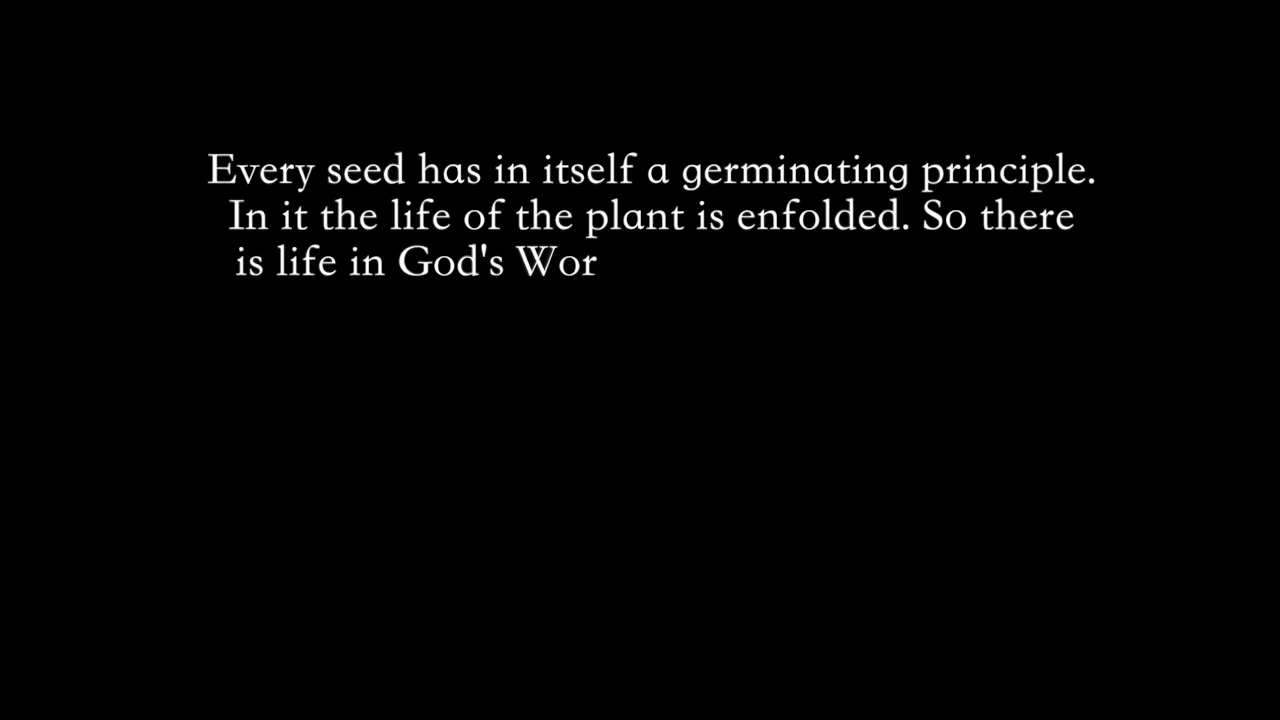 Every seed has in itself a germinating principle.
In it the life of the plant is enfolded. So there
is life in God's Wor